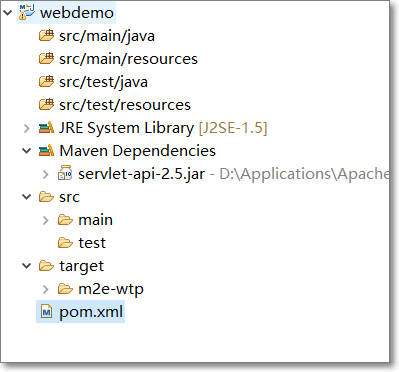 webdemo
src/main/java
src/main/resources
src/test/java
src/test/resources
JRE System Library [J2SE-1.5]
Maven Dependencies
servlet-api-2.5.jar - D:\Applications\Apache
src
main
test
target
m2e-wtp
pom.xml